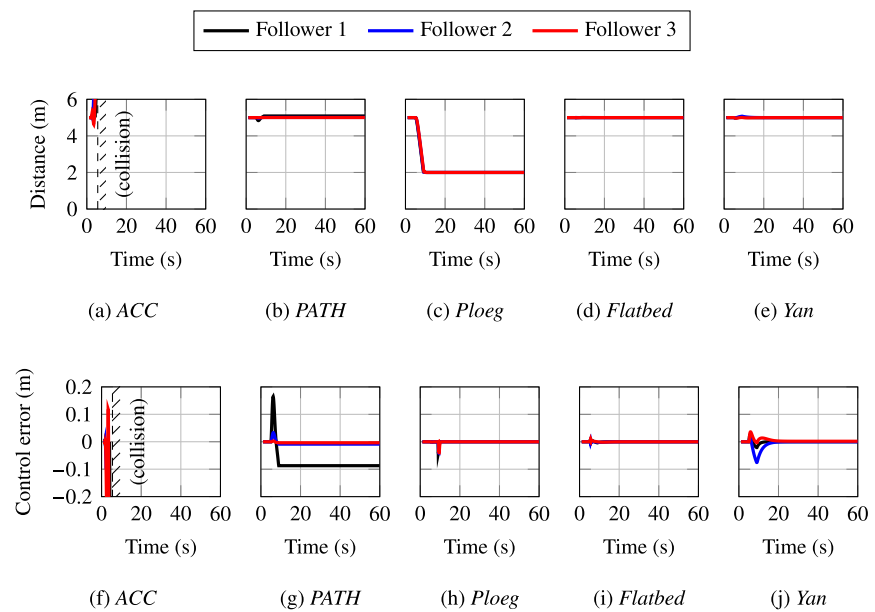 Follower 1 Follower 2 Follower 3
Distance (m)
6
4
2
0
(collision)
0 20 40 60 0 20 40 60 0 20 40 60 0 20 40 60 0 20 40 60
Time (s) Time (s) Time (s) Time (s) Time (s)
(a) ACC (b) PATH (c) Ploeg (d) Flatbed (e) Yan
Control error (m)
0.2
0.1
0
−0.1
−0.2
(collision)
0 20 40 60 0 20 40 60 0 20 40 60 0 20 40 60 0 20 40 60
Time (s) Time (s) Time (s) Time (s) Time (s)
(f) ACC (g) PATH (h) Ploeg (i) Flatbed (j) Yan